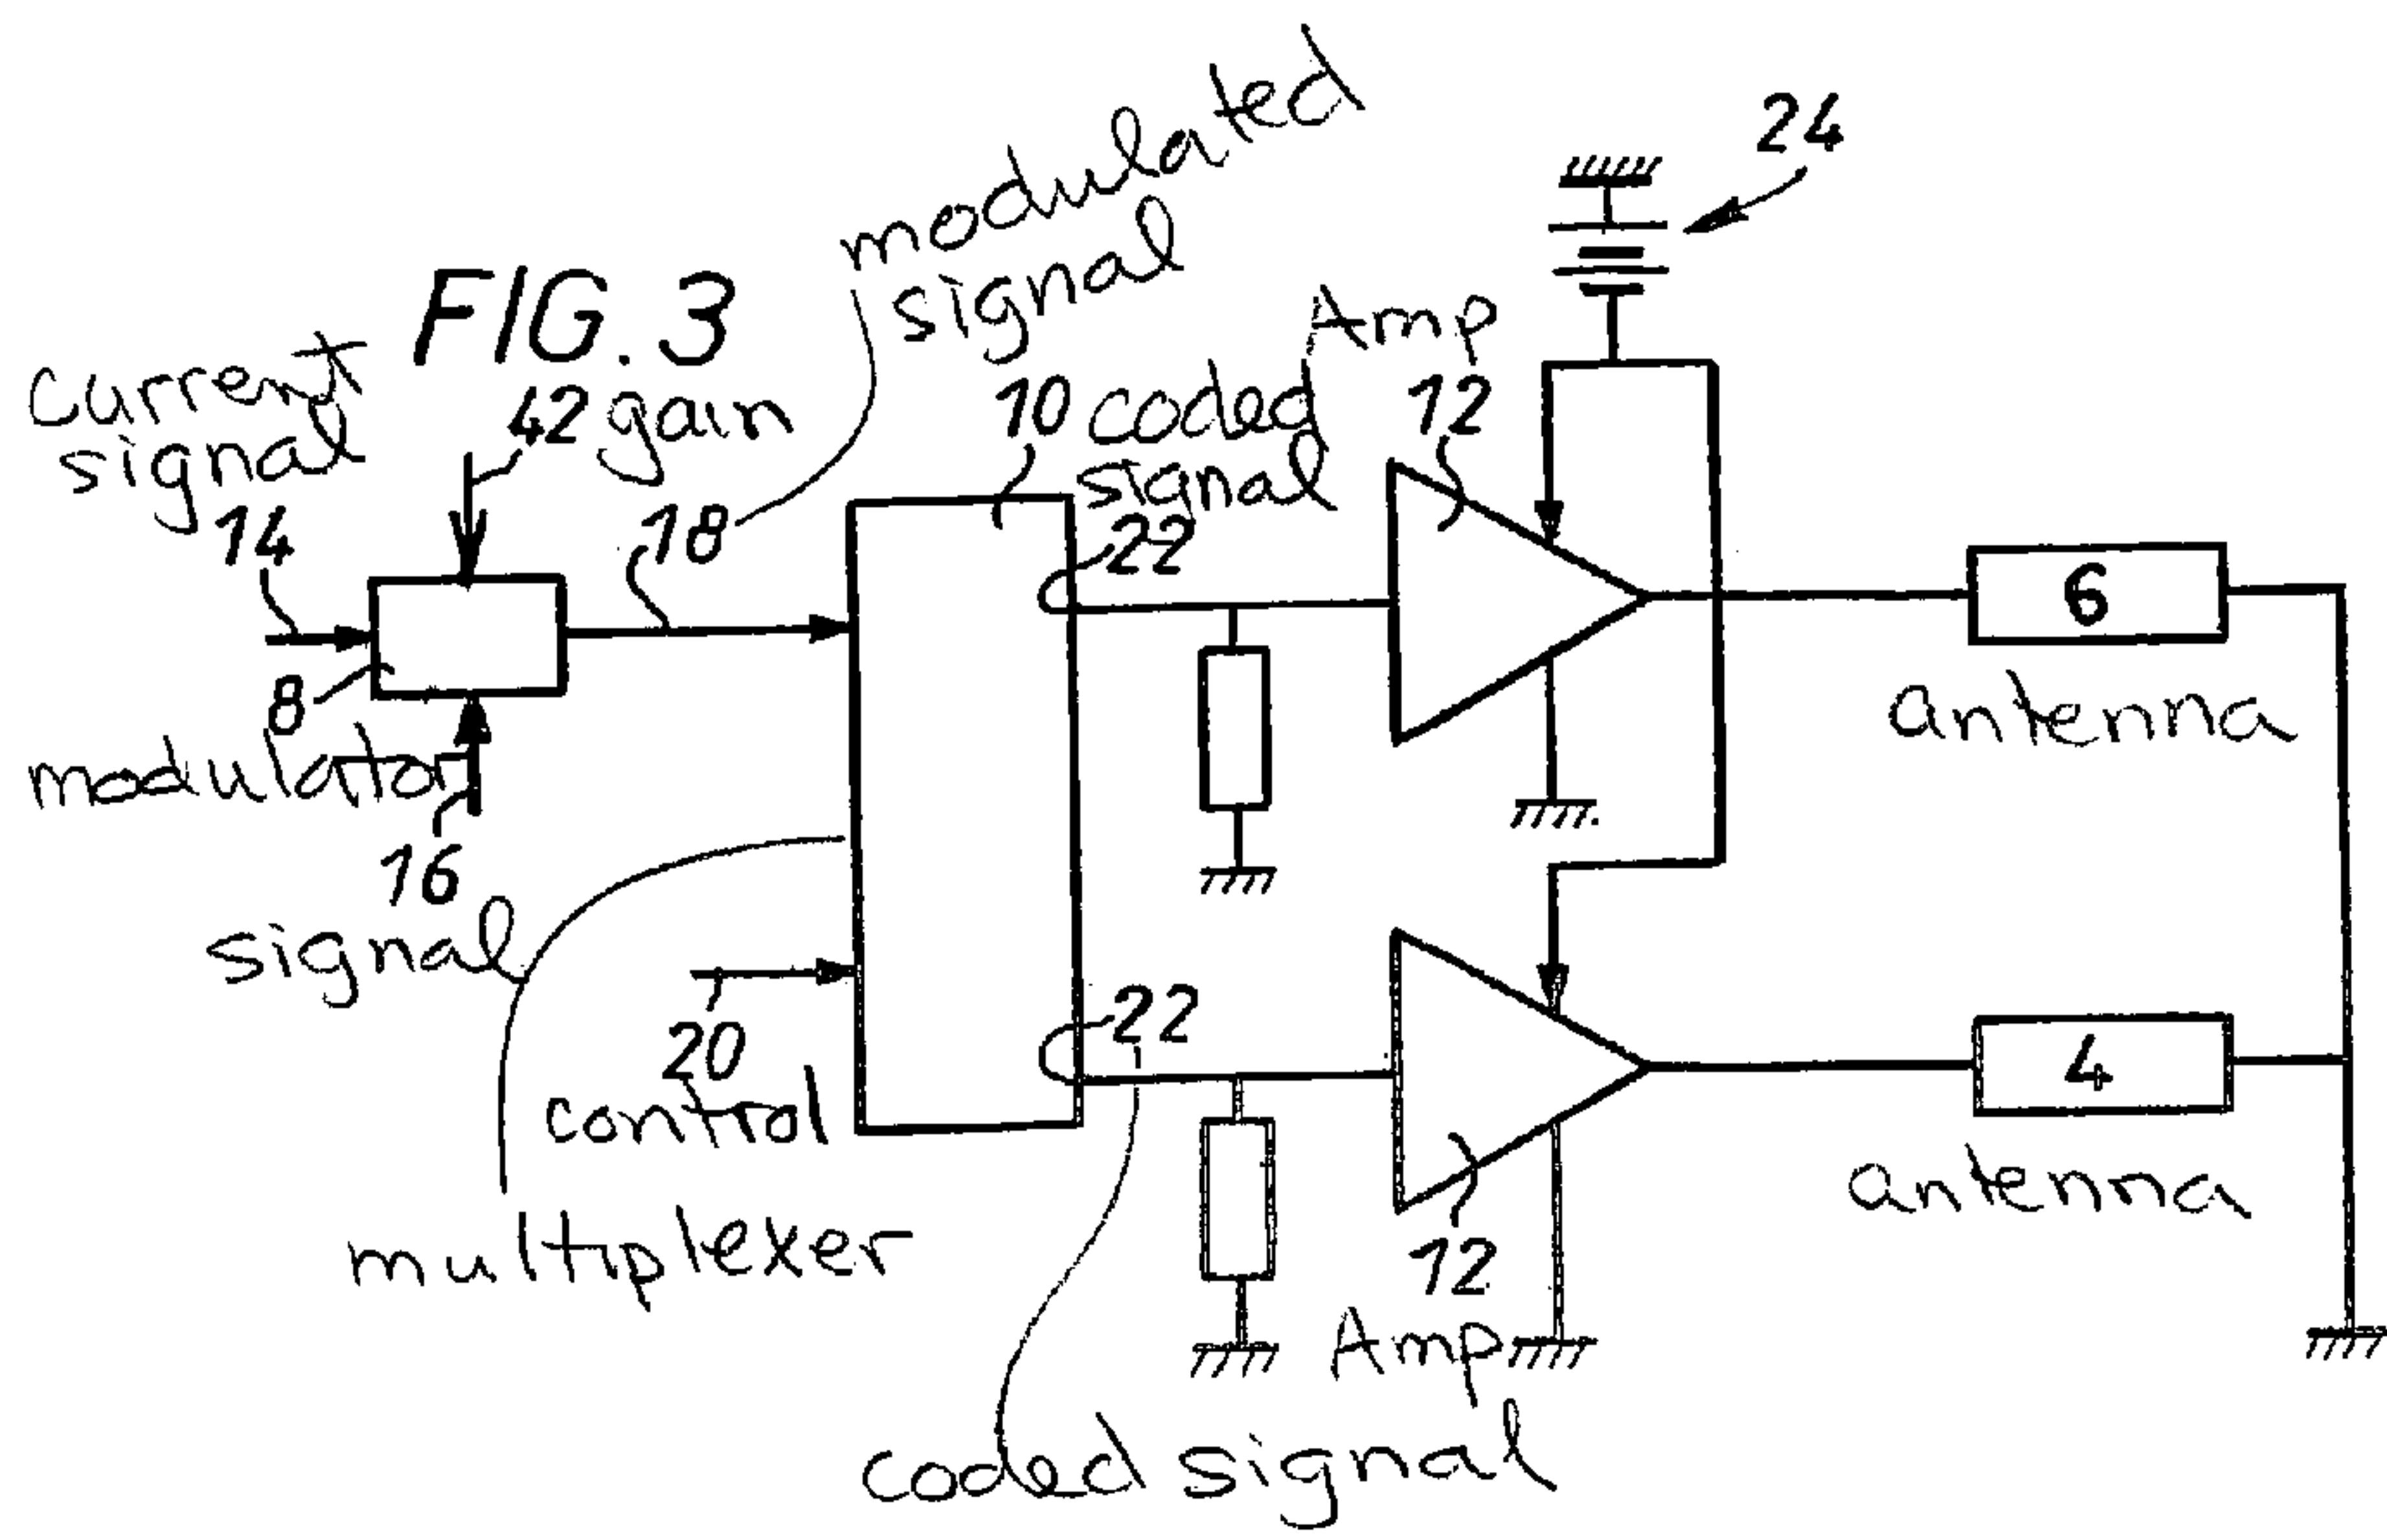 modulated
signal
24
FIG. 3
Amp
current
signal
42 gain
10 coded
signal
12
14
18
22
6
8
antenna
modulator
16
signal
20
control
22
4
antenna
multiplexer
12
Amp
coded signal